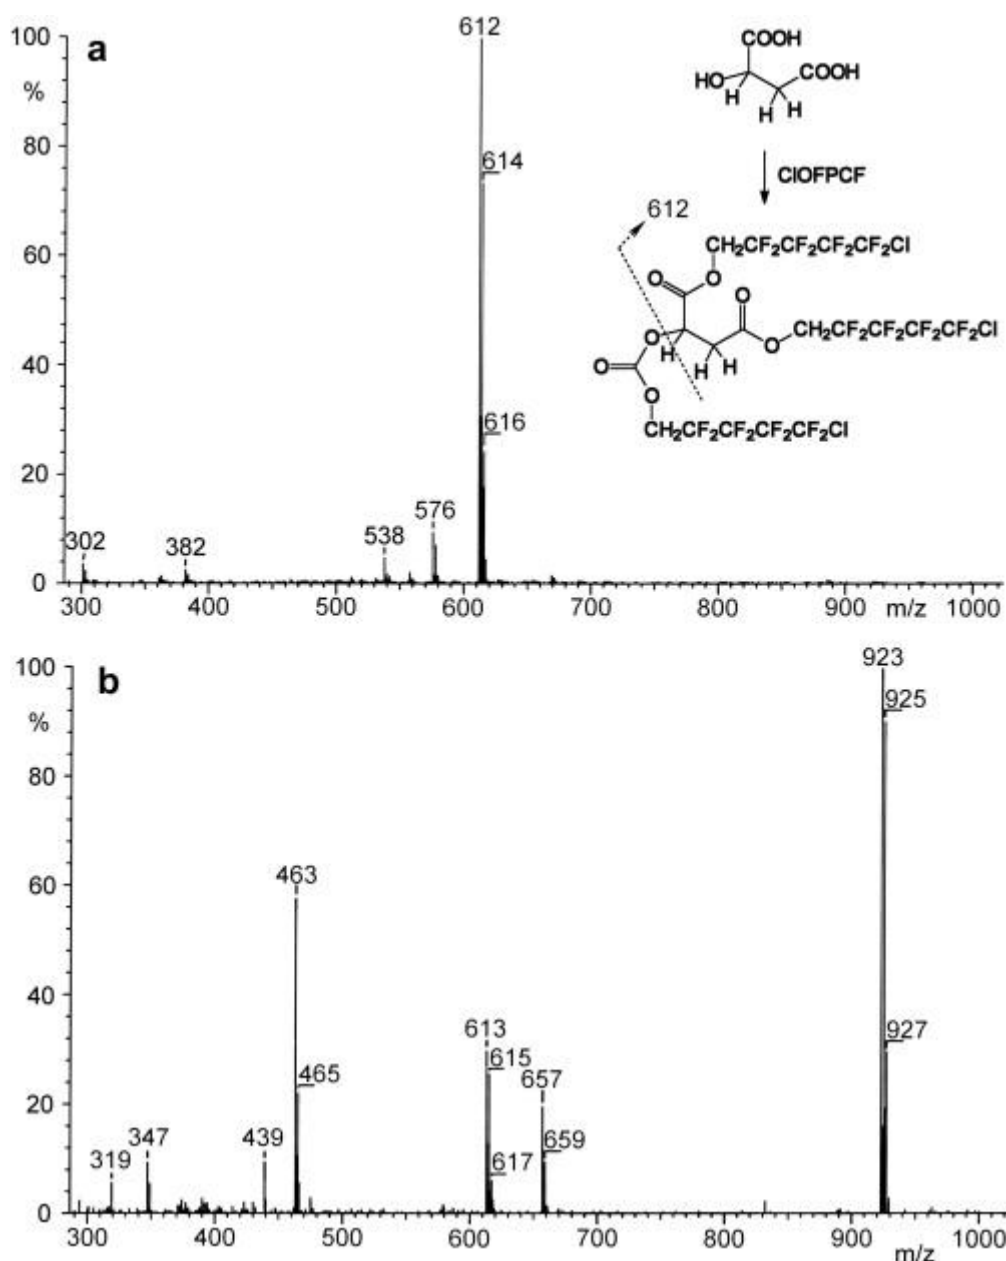 a
100
%
80
60
40
20
0
612
614
616
576
538
382
302
300
400
500
600
700
800
900
m/z
1000
COOH
COOH
HO
H
H H
ClOFPCF
612
CH₂CF₂CF₂CF₂CF₂Cl
O
O
O
O
H
H H
O
CH₂CF₂CF₂CF₂CF₂Cl
O
O
CH₂CF₂CF₂CF₂CF₂Cl
b
100
%
80
60
40
20
0
923
925
927
463
465
613
615
617
657
659
439
347
319
300
400
500
600
700
800
900
1000
m/z